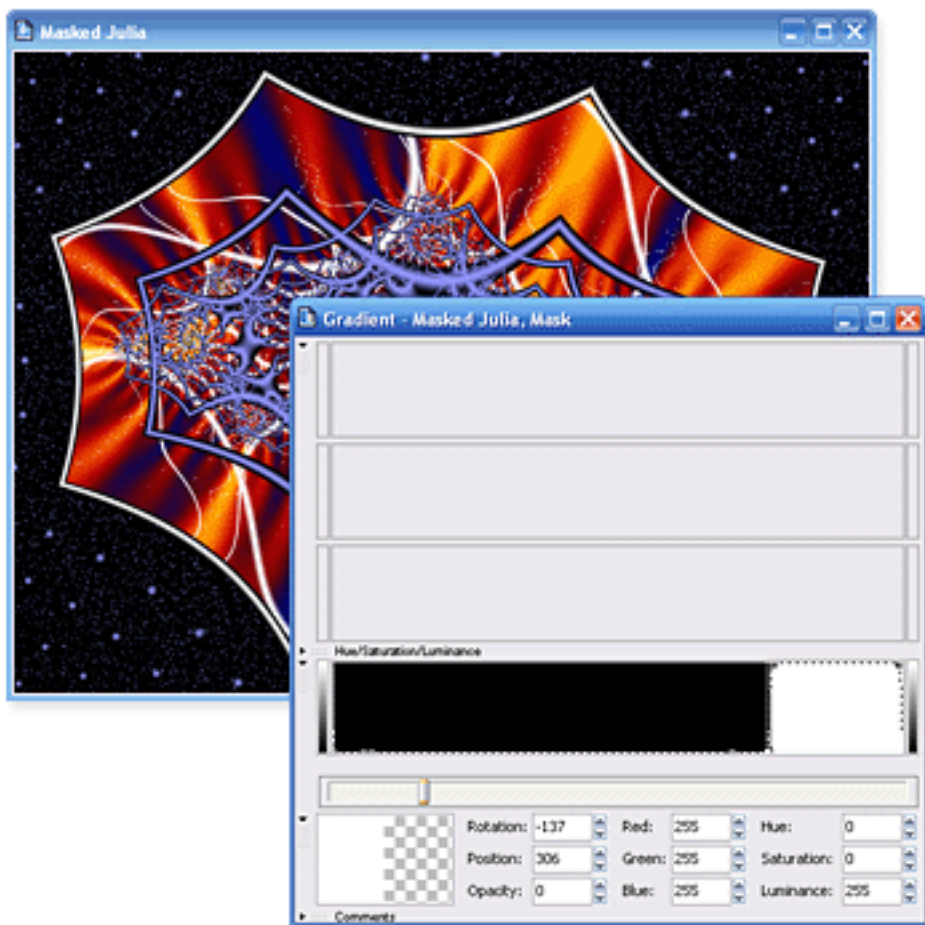 Masked Julia
Gradient - Masked Julia, Mask
Hue/Saturation/Luminance
Rotation: -137 Red: 255 Hue: 0
Position: 306 Green: 255 Saturation: 0
Opacity: 0 Blue: 255 Luminance: 255
Comments